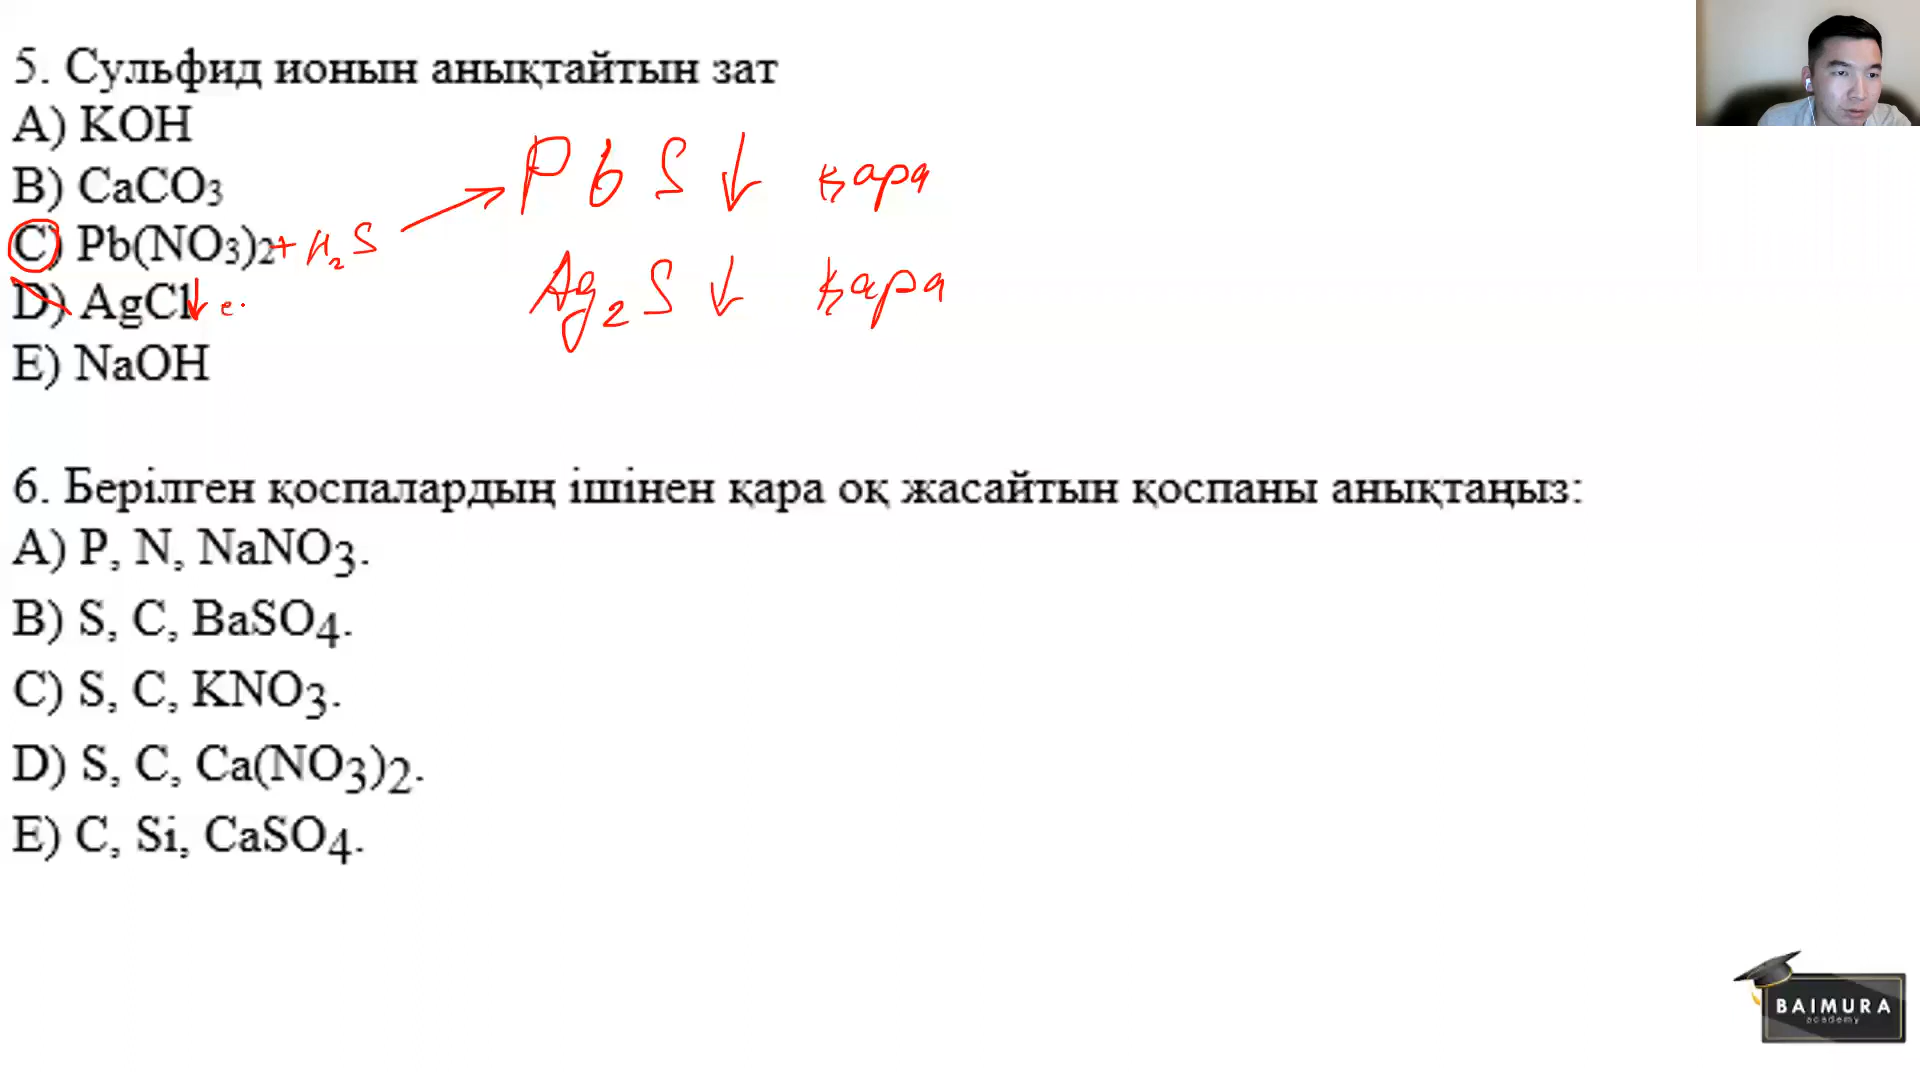 5. Сульфид ионын анықтайтын зат
A) KOH
B) CaCO3
C) Pb(NO3)2 + H2S → PbS↓ қара
D) AgCl↓ e. Ag2S↓ қара
E) NaOH
6. Берілген қоспалардың ішінен қара оқ жасайтын қоспаны анықтаңыз:
A) P, N, NaNO3.
B) S, C, BaSO4.
C) S, C, KNO3.
D) S, C, Ca(NO3)2.
E) C, Si, CaSO4.
BAIMURA
academy